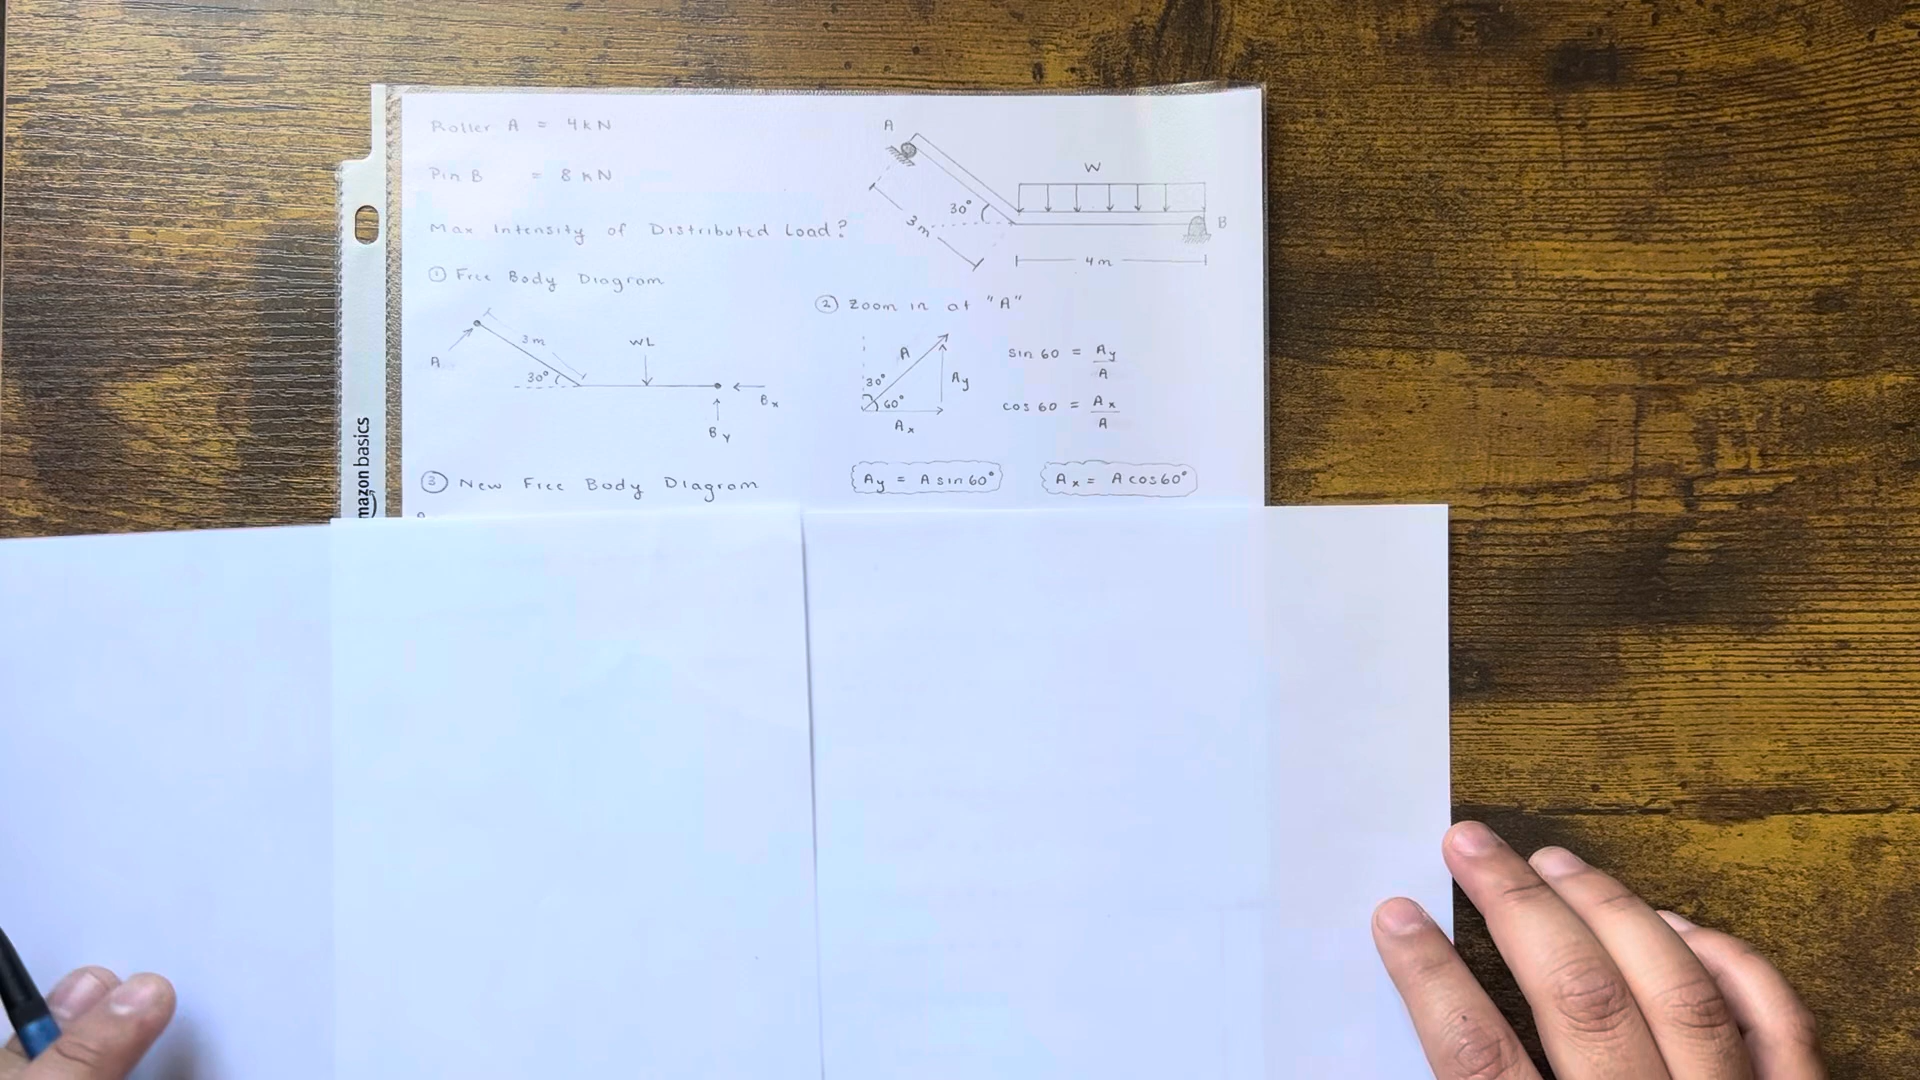 Roller A = 4kN
Pin B = 8 kN
Max Intensity of Distributed Load?
A
W
30°
3m
B
4m
① Free Body Diagram
A
3m
30°
WL
Bx
By
② Zoom in at "A"
A
30°
60°
Ay
Ax
sin 60 = Ay
A
cos 60 = Ax
A
③ New Free Body Diagram
Ay = A sin 60°
Ax = A cos 60°
amazon basics